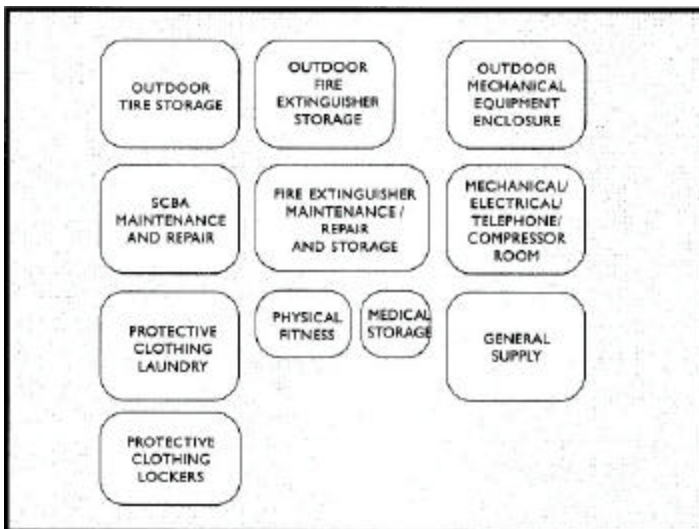 OUTDOOR
TIRE STORAGE
OUTDOOR
FIRE
EXTINGUISHER
STORAGE
OUTDOOR
MECHANICAL
EQUIPMENT
ENCLOSURE
SCBA
MAINTENANCE
AND REPAIR
FIRE EXTINGUISHER
MAINTENANCE /
REPAIR
AND STORAGE
MECHANICAL/
ELECTRICAL/
TELEPHONE/
COMPRESSOR
ROOM
PROTECTIVE
CLOTHING
LAUNDRY
PHYSICAL
FITNESS
MEDICAL
STORAGE
GENERAL
SUPPLY
PROTECTIVE
CLOTHING
LOCKERS